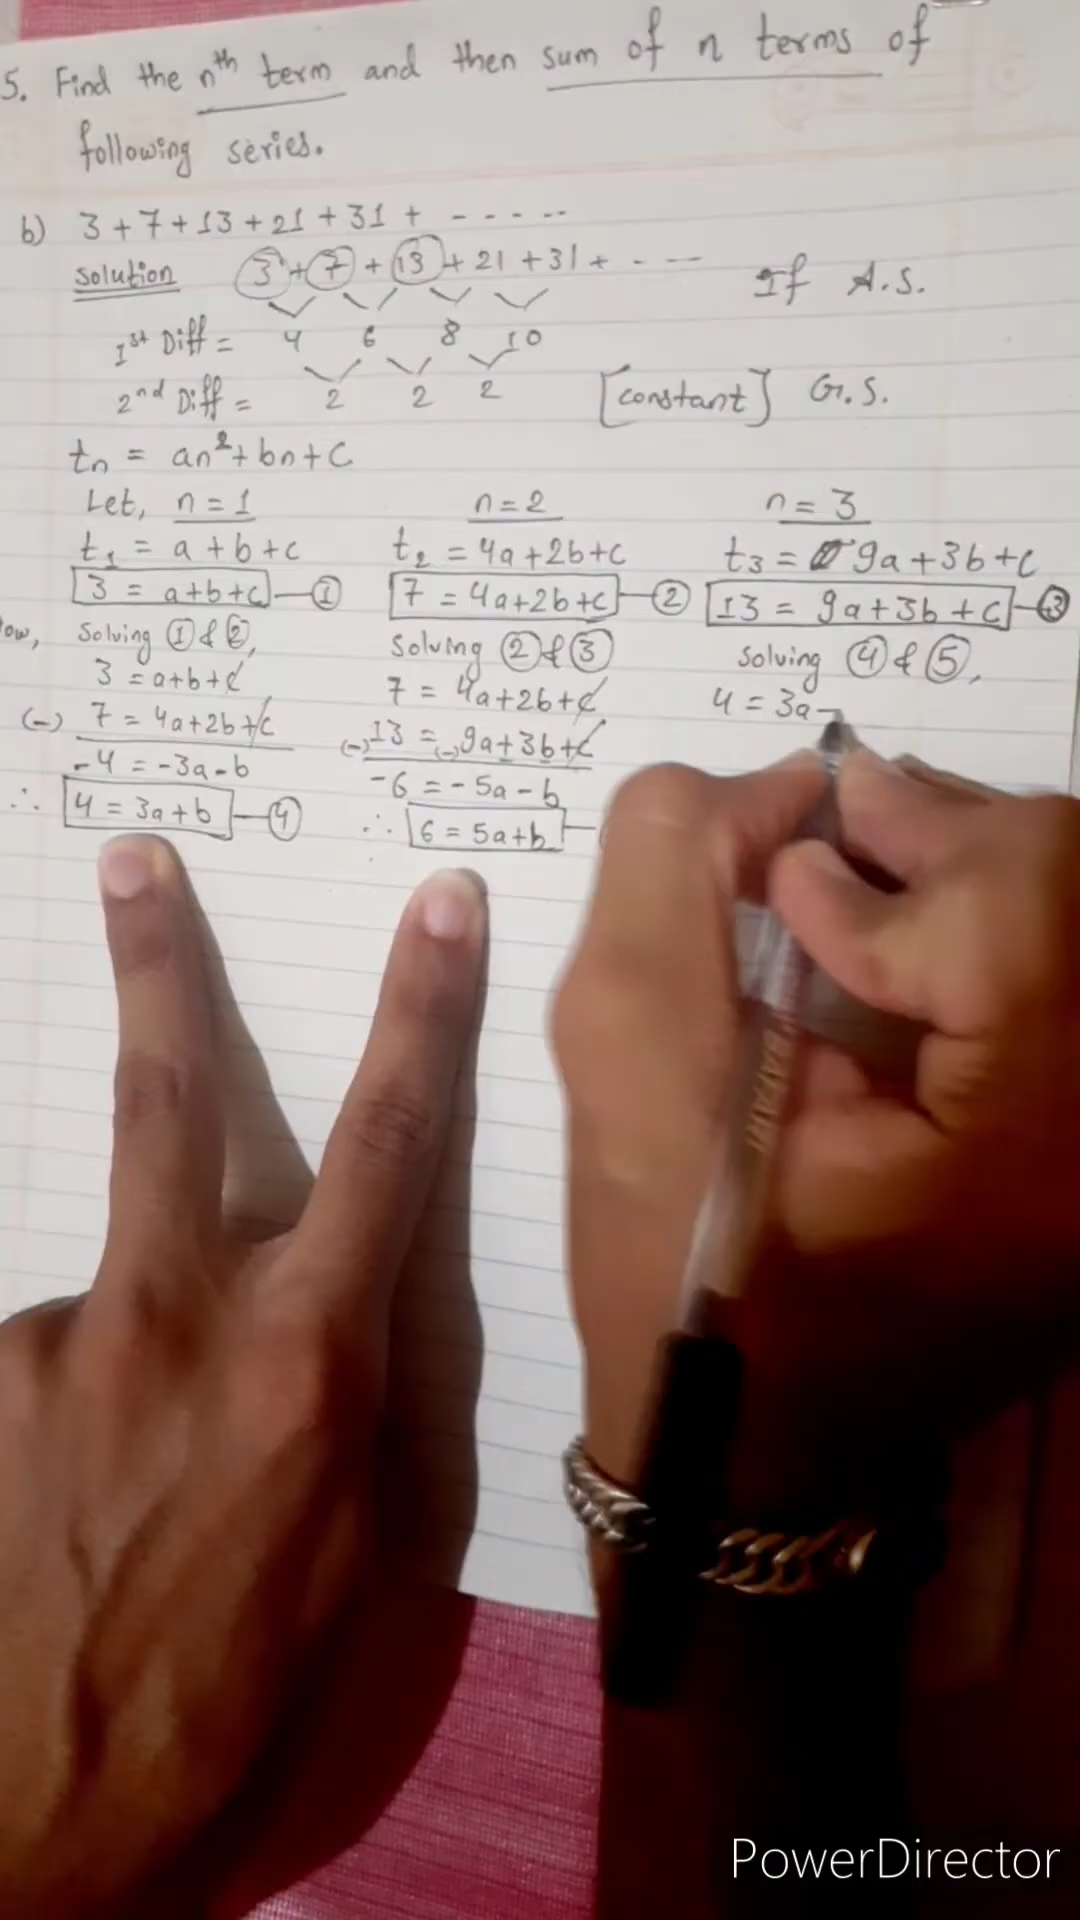 5. Find the nth term and then sum of n terms of
following series.
b) 3 + 7 + 13 + 21 + 31 + - - - - -
Solution 3 + 7 + 13 + 21 + 31 + - - -
If A.S.
1st Diff = 4 6 8 10
2nd Diff = 2 2 2 [constant] G.S.
tn = an² + bn + c
Let, n = 1
t1 = a + b + c
3 = a+b+c — ①
n = 2
t2 = 4a + 2b + c
7 = 4a+2b+c — ②
n = 3
t3 = 9a + 3b + c
13 = 9a+3b+c — ③
Solving ① & ②,
3 = a+b+c
(-) 7 = 4a+2b+c
-4 = -3a-b
∴ 4 = 3a+b — ④
Solving ② & ③
7 = 4a+2b+c
(-) 13 = (-) 9a+3b+c
-6 = -5a-b
∴ 6 = 5a+b —
Solving ④ & ⑤,
4 = 3a
BAFARI
PowerDirector